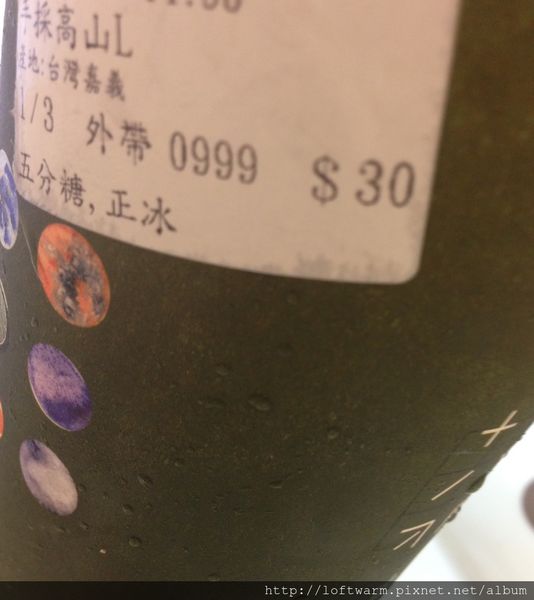 手採高山L
產地:台灣嘉義
1/3 外帶 0999 $30
五分糖,正冰
http://loftwarm.pixnet.net/album